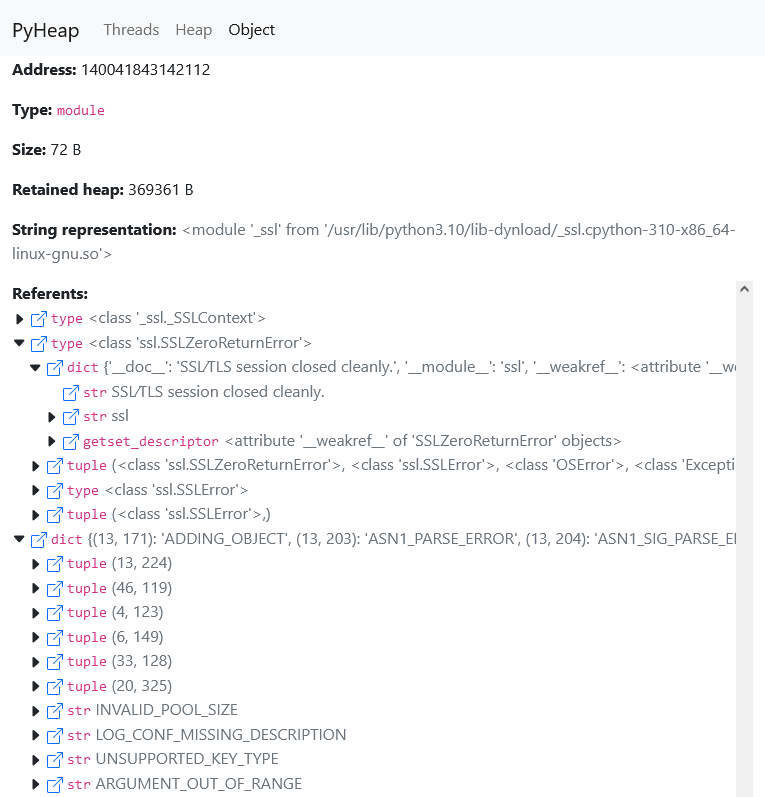 PyHeap Threads Heap Object
Address: 140041843142112
Type: module
Size: 72 B
Retained heap: 369361 B
String representation: <module '_ssl' from '/usr/lib/python3.10/lib-dynload/_ssl.cpython-310-x86_64-
linux-gnu.so'>
Referents:
type <class '_ssl._SSLContext'>
type <class 'ssl.SSLZeroReturnError'>
dict {'__doc__': 'SSL/TLS session closed cleanly.', '__module__': 'ssl', '__weakref__': <attribute '__we
str SSL/TLS session closed cleanly.
str ssl
getset_descriptor <attribute '__weakref__' of 'SSLZeroReturnError' objects>
tuple (<class 'ssl.SSLZeroReturnError'>, <class 'ssl.SSLError'>, <class 'OSError'>, <class 'Excepti
type <class 'ssl.SSLError'>
tuple (<class 'ssl.SSLError'>,)
dict {(13, 171): 'ADDING_OBJECT', (13, 203): 'ASN1_PARSE_ERROR', (13, 204): 'ASN1_SIG_PARSE_E
tuple (13, 224)
tuple (46, 119)
tuple (4, 123)
tuple (6, 149)
tuple (33, 128)
tuple (20, 325)
str INVALID_POOL_SIZE
str LOG_CONF_MISSING_DESCRIPTION
str UNSUPPORTED_KEY_TYPE
str ARGUMENT_OUT_OF_RANGE